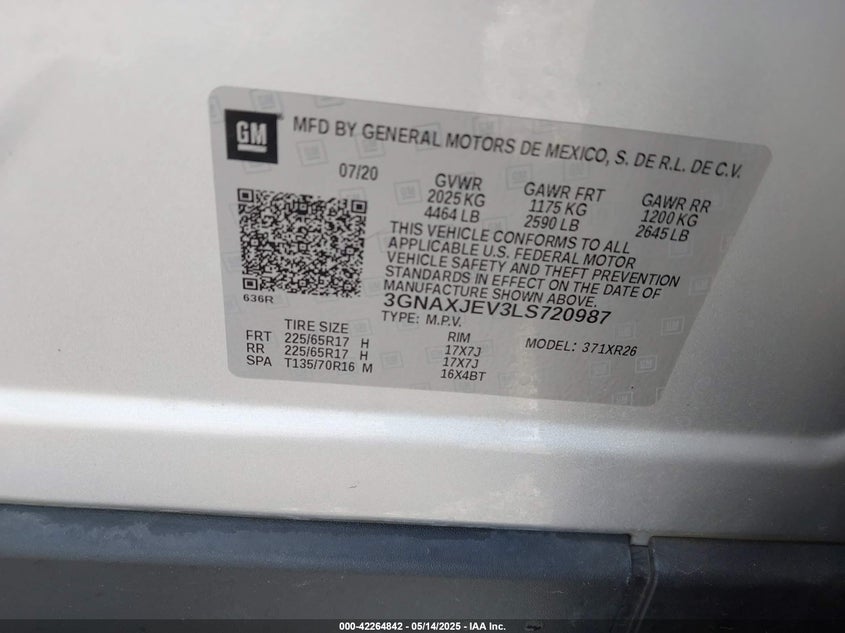 GM MFD BY GENERAL MOTORS DE MEXICO, S. DE R.L. DE C.V.
07/20
GVWR GAWR FRT GAWR RR
2025 KG 1175 KG 1200 KG
4464 LB 2590 LB 2645 LB
THIS VEHICLE CONFORMS TO ALL
APPLICABLE U.S. FEDERAL MOTOR
VEHICLE SAFETY AND THEFT PREVENTION
STANDARDS IN EFFECT ON THE DATE OF
MANUFACTURE SHOWN ABOVE.
636R
3GNAXJEV3LS720987
TYPE: M.P.V.
MODEL: 371XR26
TIRE SIZE RIM
FRT 225/65R17 H 17X7J
RR 225/65R17 H 17X7J
SPA T135/70R16 M 16X4BT
000-42264842 - 05/14/2025 - IAA Inc.